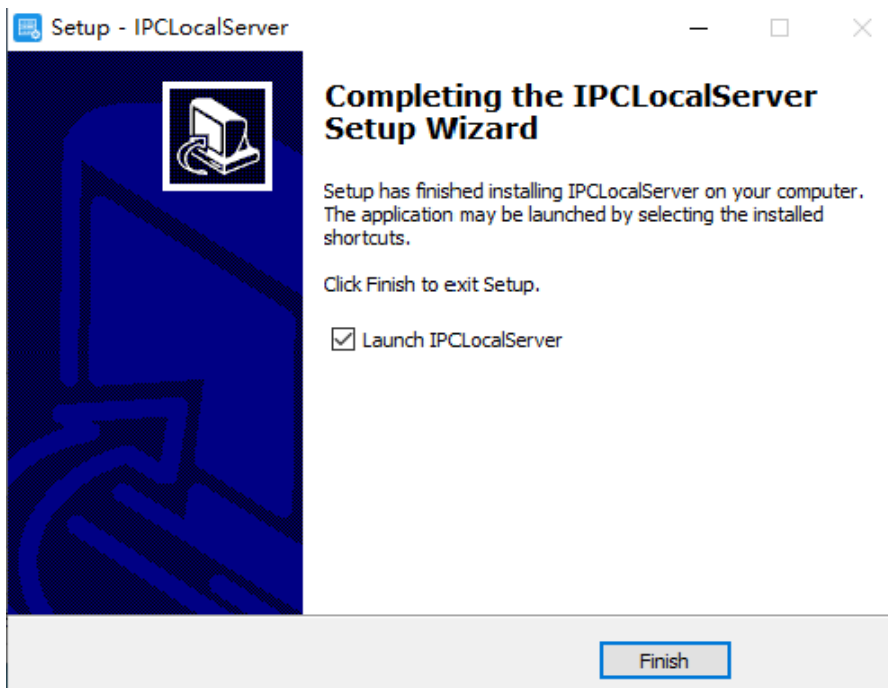 Setup - IPCLocalServer
Completing the IPCLocalServer
Setup Wizard
Setup has finished installing IPCLocalServer on your computer.
The application may be launched by selecting the installed
shortcuts.
Click Finish to exit Setup.
Launch IPCLocalServer
Finish